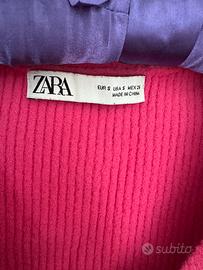 ZARA
EUR S USA S MEX 26
MADE IN CHINA
subito